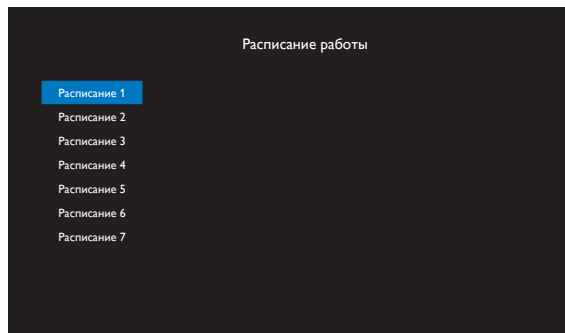 Расписание работы
Расписание 1
Расписание 2
Расписание 3
Расписание 4
Расписание 5
Расписание 6
Расписание 7